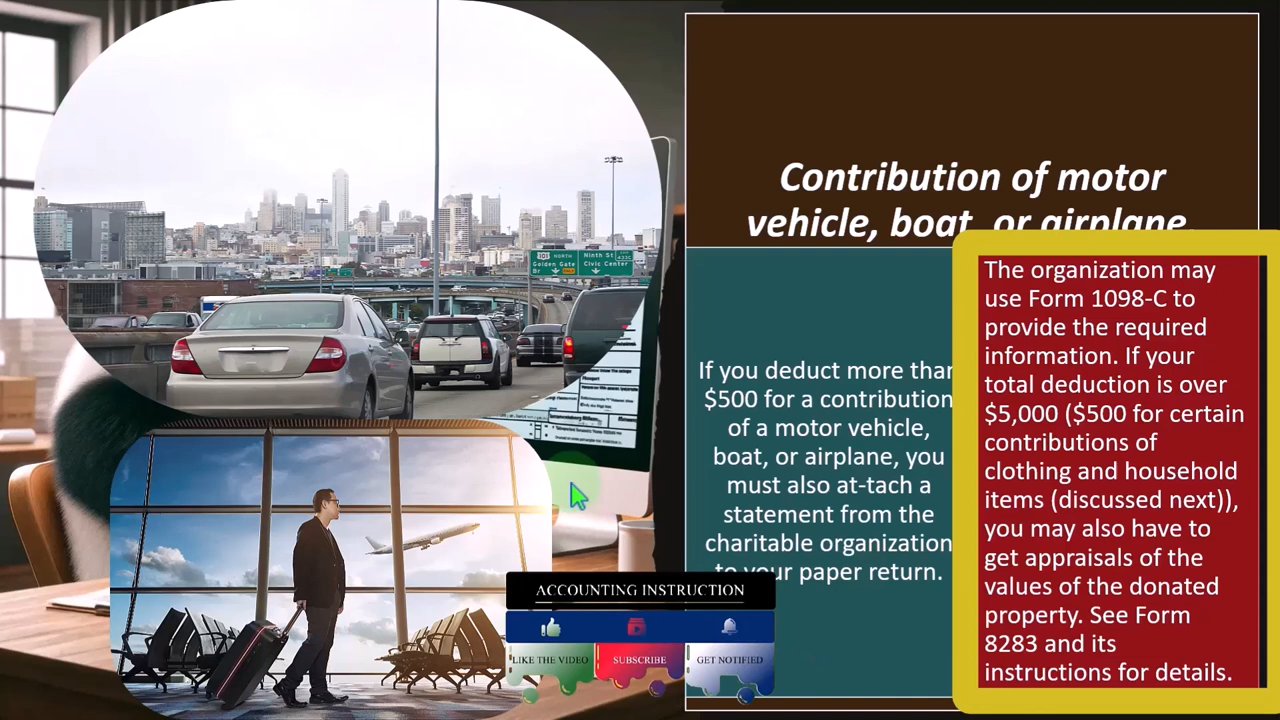 Contribution of motor
vehicle, boat, or airplane.
If you deduct more than
$500 for a contribution
of a motor vehicle,
boat, or airplane, you
must also at-tach a
statement from the
charitable organization
to your paper return.
The organization may
use Form 1098-C to
provide the required
information. If your
total deduction is over
$5,000 ($500 for certain
contributions of
clothing and household
items (discussed next)),
you may also have to
get appraisals of the
values of the donated
property. See Form
8283 and its
instructions for details.
101 NORTH
Golden Gate
Br
Ninth St
Civic Center
ACCOUNTING INSTRUCTION
LIKE THE VIDEO
SUBSCRIBE
GET NOTIFIED